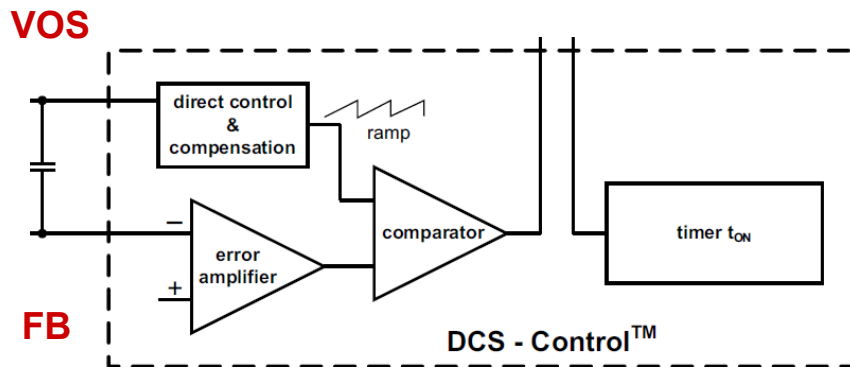 VOS
direct control
&
compensation
ramp
−
+
error
amplifier
comparator
timer tON
FB
DCS - Control™